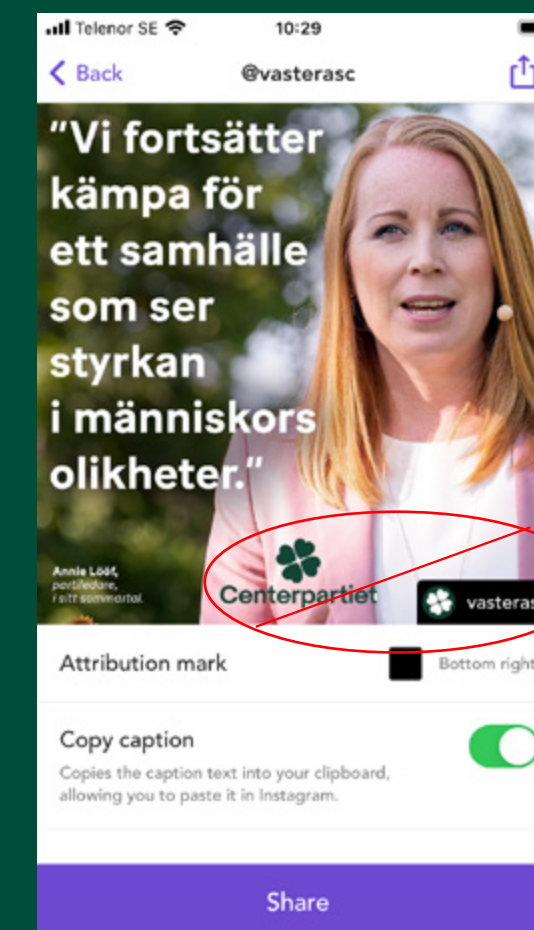 Telenor SE 10:29
Back @vasterasc
"Vi fortsätter
kämpa för
ett samhälle
som ser
styrkan
i människors
olikheter."
Annie Lööf,
partiledare,
i sitt sommartal.
Centerpartiet
vasteras
Attribution mark Bottom right
Copy caption
Copies the caption text into your clipboard,
allowing you to paste it in Instagram.
Share